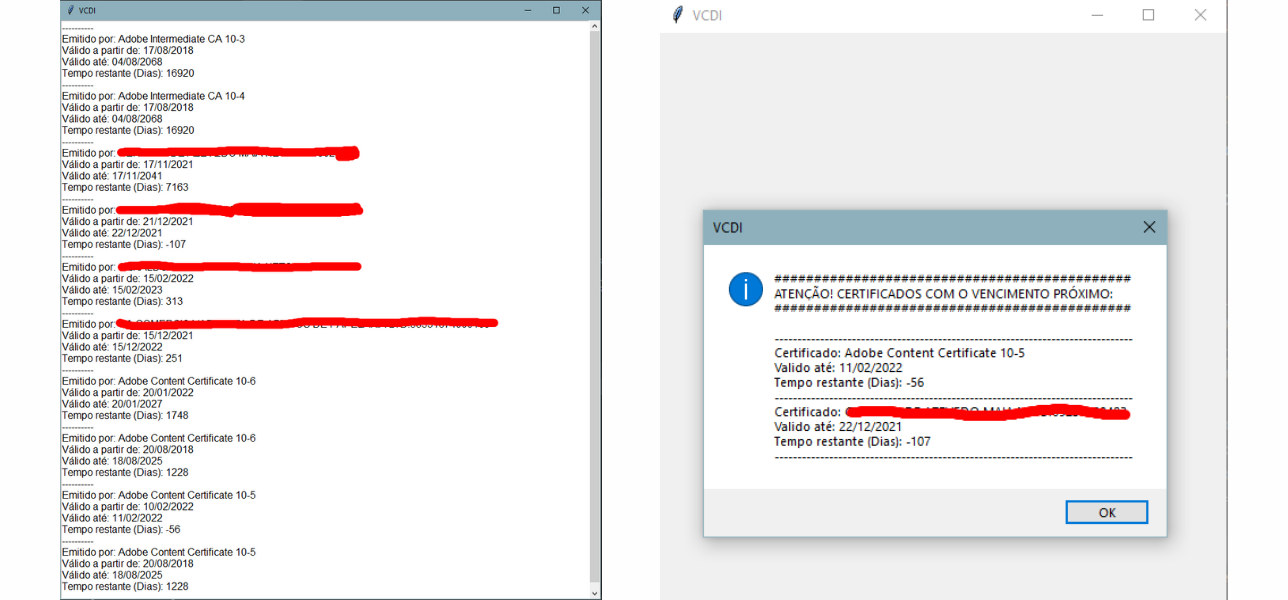 VCDI
----------
Emitido por: Adobe Intermediate CA 10-3
Válido a partir de: 17/08/2018
Válido até: 04/08/2068
Tempo restante (Dias): 16920
----------
Emitido por: Adobe Intermediate CA 10-4
Válido a partir de: 17/08/2018
Válido até: 04/08/2068
Tempo restante (Dias): 16920
----------
Emitido por:
Válido a partir de: 17/11/2021
Válido até: 17/11/2041
Tempo restante (Dias): 7163
----------
Emitido por:
Válido a partir de: 21/12/2021
Válido até: 22/12/2021
Tempo restante (Dias): -107
----------
Emitido por:
Válido a partir de: 15/02/2022
Válido até: 15/02/2023
Tempo restante (Dias): 313
----------
Emitido por:
Válido a partir de: 15/12/2021
Válido até: 15/12/2022
Tempo restante (Dias): 251
----------
Emitido por: Adobe Content Certificate 10-6
Válido a partir de: 20/01/2022
Válido até: 20/01/2027
Tempo restante (Dias): 1748
----------
Emitido por: Adobe Content Certificate 10-6
Válido a partir de: 20/08/2018
Válido até: 18/08/2025
Tempo restante (Dias): 1228
----------
Emitido por: Adobe Content Certificate 10-5
Válido a partir de: 10/02/2022
Válido até: 11/02/2022
Tempo restante (Dias): -56
----------
Emitido por: Adobe Content Certificate 10-5
Válido a partir de: 20/08/2018
Válido até: 18/08/2025
Tempo restante (Dias): 1228
VCDI
VCDI
#############################################
ATENÇÃO! CERTIFICADOS COM O VENCIMENTO PRÓXIMO:
#############################################
--------------------------------------------------------------------------------
Certificado: Adobe Content Certificate 10-5
Valido até: 11/02/2022
Tempo restante (Dias): -56
--------------------------------------------------------------------------------
Certificado:
Valido até: 22/12/2021
Tempo restante (Dias): -107
--------------------------------------------------------------------------------
OK